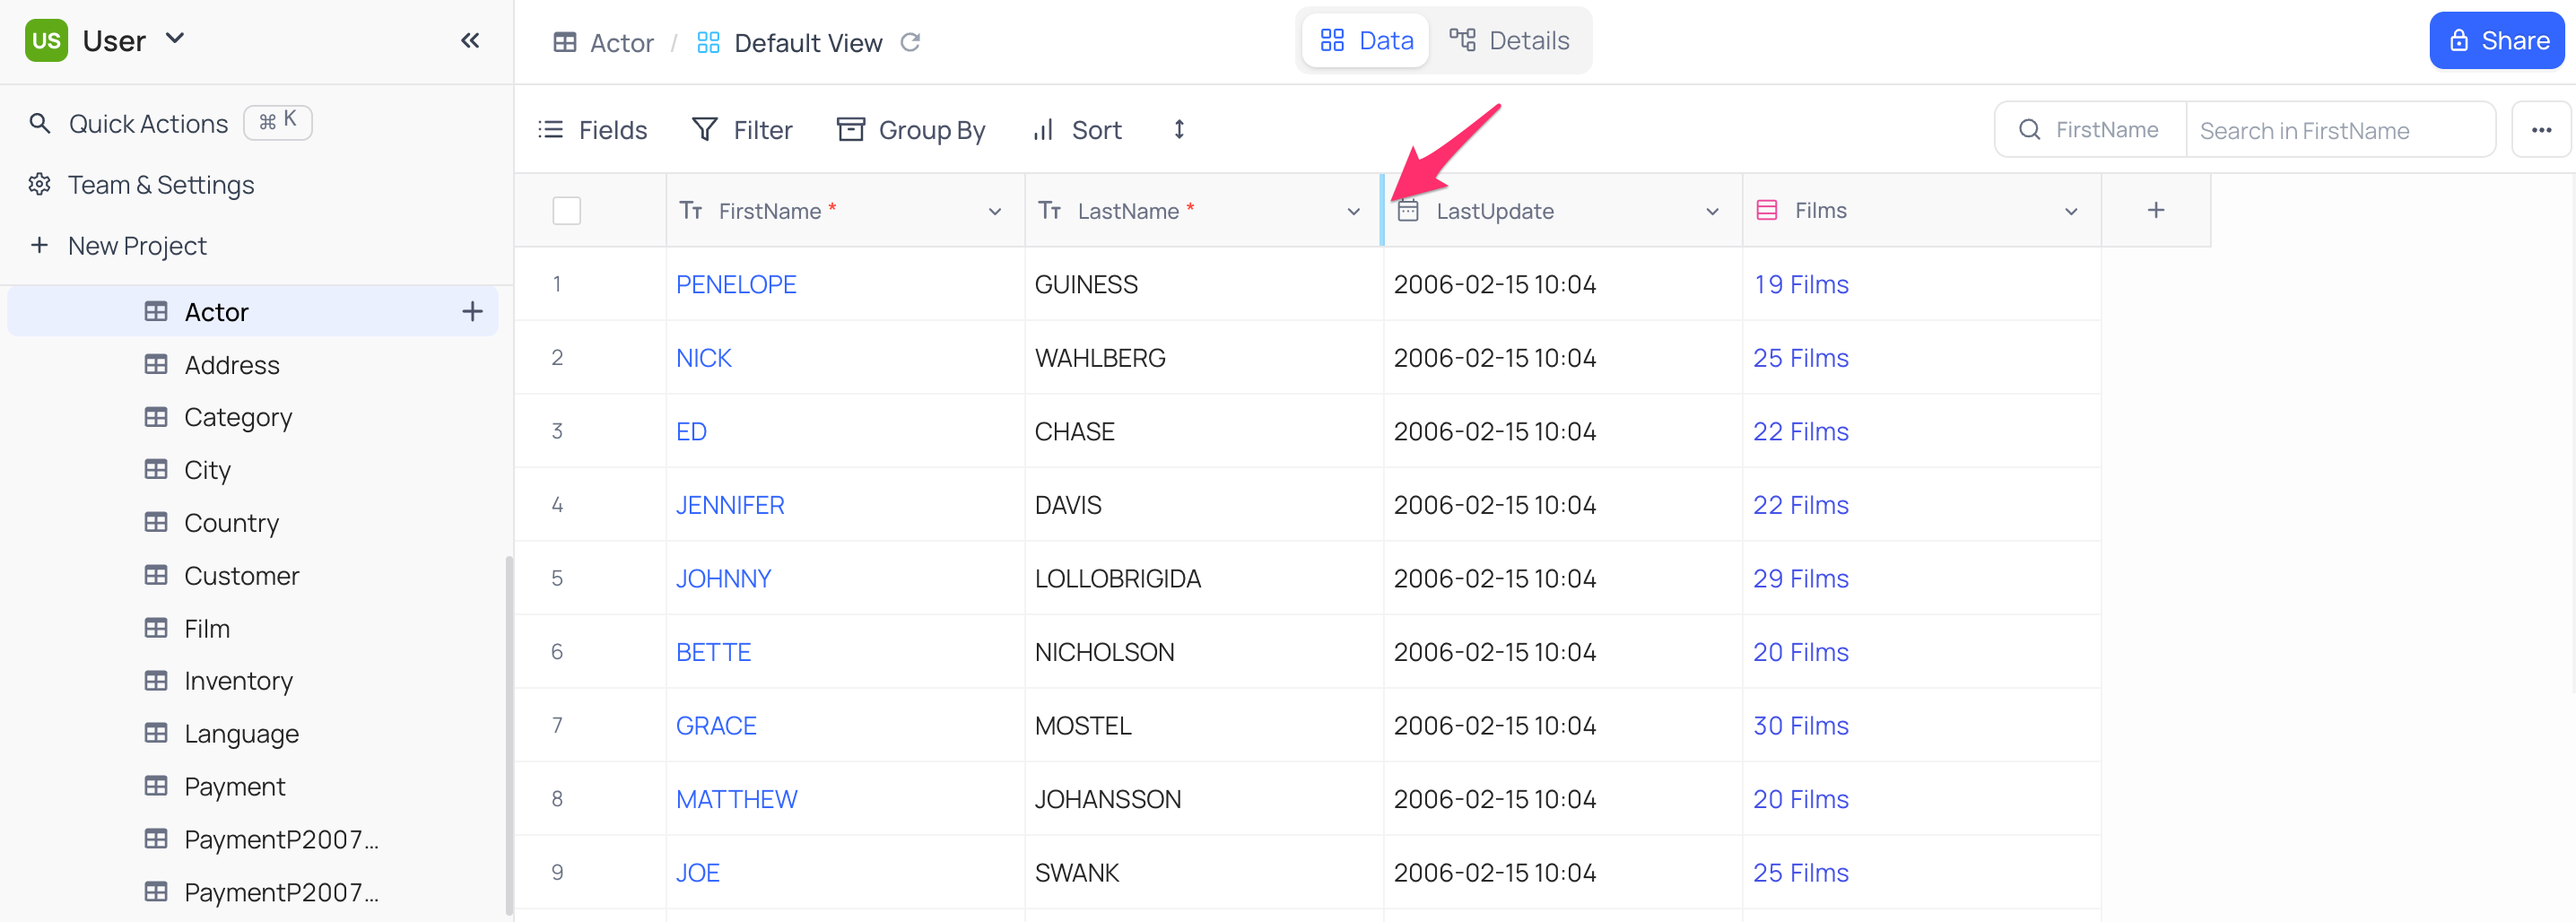 US User
Actor / Default View
Data Details
Share
Quick Actions ⌘ K
Team & Settings
New Project
Actor
Address
Category
City
Country
Customer
Film
Inventory
Language
Payment
PaymentP2007...
PaymentP2007...
Fields Filter Group By Sort
FirstName Search in FirstName
FirstName * LastName * LastUpdate Films
1 PENELOPE GUINESS 2006-02-15 10:04 19 Films
2 NICK WAHLBERG 2006-02-15 10:04 25 Films
3 ED CHASE 2006-02-15 10:04 22 Films
4 JENNIFER DAVIS 2006-02-15 10:04 22 Films
5 JOHNNY LOLLOBRIGIDA 2006-02-15 10:04 29 Films
6 BETTE NICHOLSON 2006-02-15 10:04 20 Films
7 GRACE MOSTEL 2006-02-15 10:04 30 Films
8 MATTHEW JOHANSSON 2006-02-15 10:04 20 Films
9 JOE SWANK 2006-02-15 10:04 25 Films